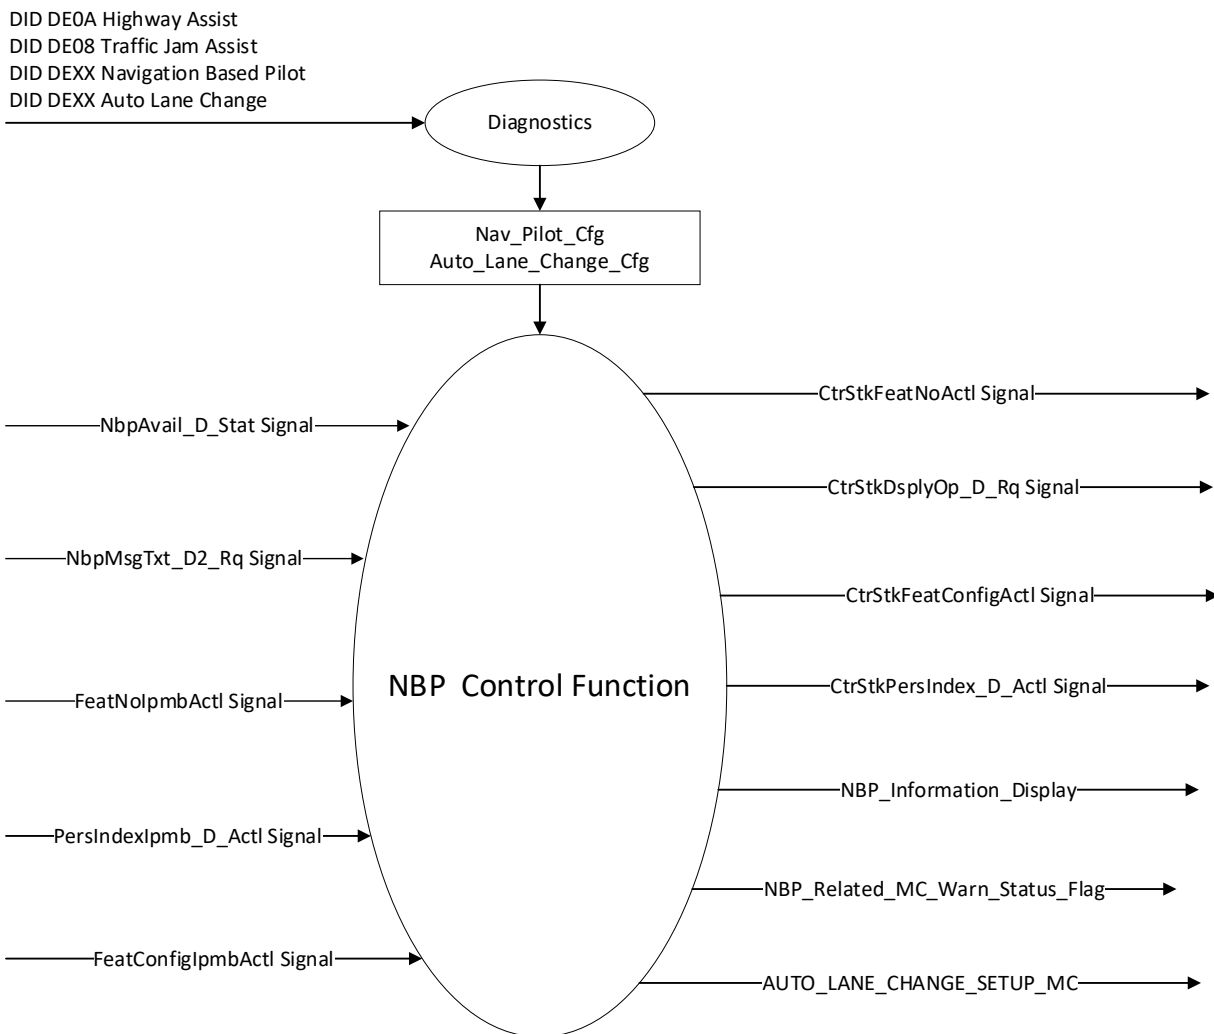 DID DE0A Highway Assist
DID DE08 Traffic Jam Assist
DID DEXX Navigation Based Pilot
DID DEXX Auto Lane Change
Diagnostics
Nav_Pilot_Cfg
Auto_Lane_Change_Cfg
NbpAvail_D_Stat Signal
NbpMsgTxt_D2_Rq Signal
FeatNoIpmbActl Signal
PersIndexIpmb_D_Actl Signal
FeatConfigIpmbActl Signal
NBP Control Function
CtrStkFeatNoActl Signal
CtrStkDsplyOp_D_Rq Signal
CtrStkFeatConfigActl Signal
CtrStkPersIndex_D_Actl Signal
NBP_Information_Display
NBP_Related_MC_Warn_Status_Flag
AUTO_LANE_CHANGE_SETUP_MC